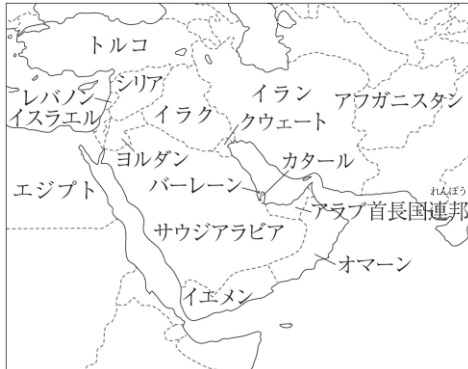 トルコ
シリア
レバノン
イスラエル
イラク
イラン
アフガニスタン
クウェート
ヨルダン
カタール
バーレーン
エジプト
れんぽう
アラブ首長国連邦
サウジアラビア
オマーン
イエメン